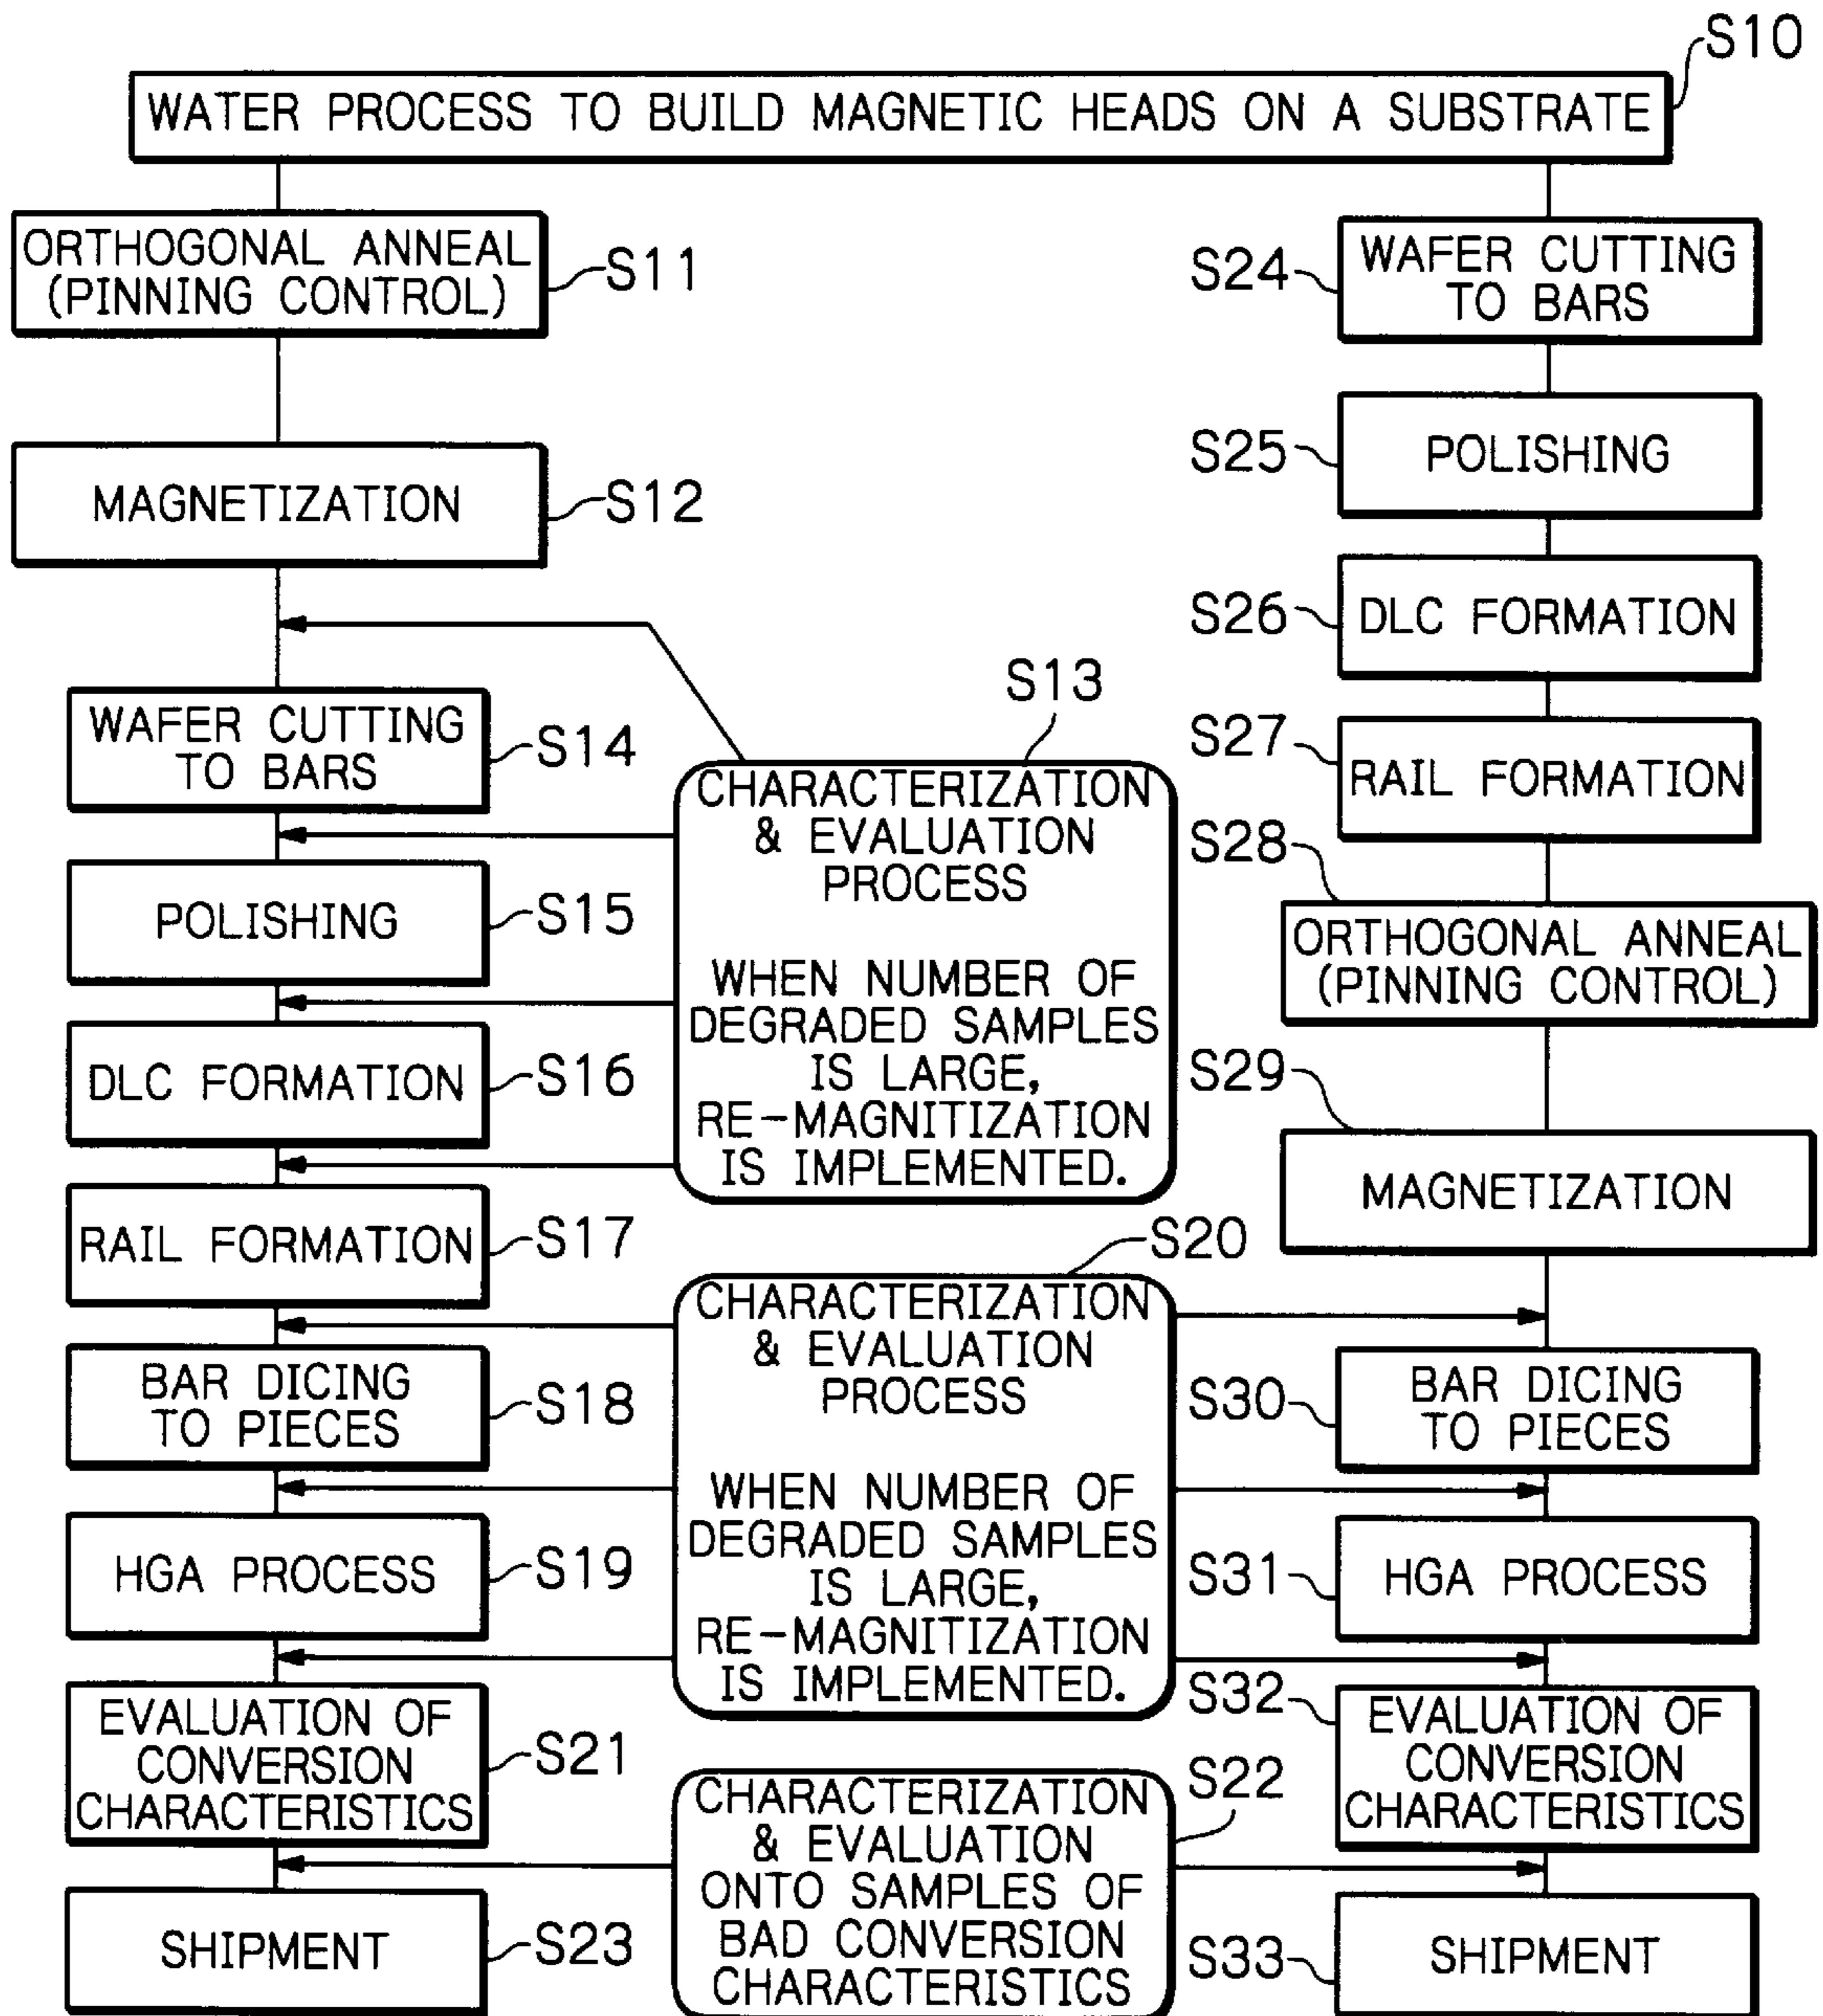 S10
WATER PROCESS TO BUILD MAGNETIC HEADS ON A SUBSTRATE
ORTHOGONAL ANNEAL
(PINNING CONTROL)
S11
MAGNETIZATION
S12
WAFER CUTTING
TO BARS
S14
POLISHING
S15
DLC FORMATION
S16
RAIL FORMATION
S17
BAR DICING
TO PIECES
S18
HGA PROCESS
S19
EVALUATION OF
CONVERSION
CHARACTERISTICS
S21
SHIPMENT
S23
S13
CHARACTERIZATION
& EVALUATION
PROCESS
WHEN NUMBER OF
DEGRADED SAMPLES
IS LARGE,
RE-MAGNITIZATION
IS IMPLEMENTED.
S20
CHARACTERIZATION
& EVALUATION
PROCESS
WHEN NUMBER OF
DEGRADED SAMPLES
IS LARGE,
RE-MAGNITIZATION
IS IMPLEMENTED.
S22
CHARACTERIZATION
& EVALUATION
ONTO SAMPLES OF
BAD CONVERSION
CHARACTERISTICS
S24
WAFER CUTTING
TO BARS
S25
POLISHING
S26
DLC FORMATION
S27
RAIL FORMATION
S28
ORTHOGONAL ANNEAL
(PINNING CONTROL)
S29
MAGNETIZATION
S30
BAR DICING
TO PIECES
S31
HGA PROCESS
S32
EVALUATION OF
CONVERSION
CHARACTERISTICS
S33
SHIPMENT